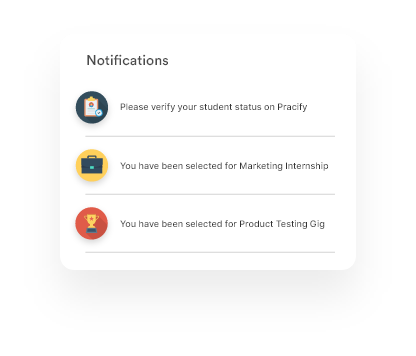 Notifications
Please verify your student status on Pracify
You have been selected for Marketing Internship
You have been selected for Product Testing Gig